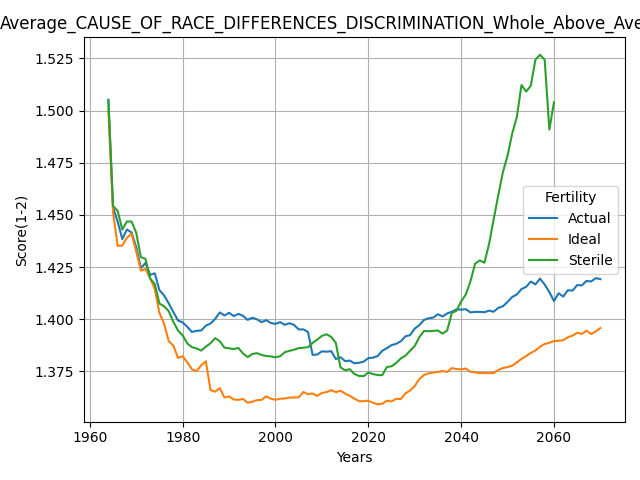 Average_CAUSE_OF_RACE_DIFFERENCES_DISCRIMINATION_Whole_Above_Ave
1.525
1.500
1.475
1.450
1.425
1.400
1.375
Score(1-2)
Fertility
Actual
Ideal
Sterile
1960 1980 2000 2020 2040 2060
Years